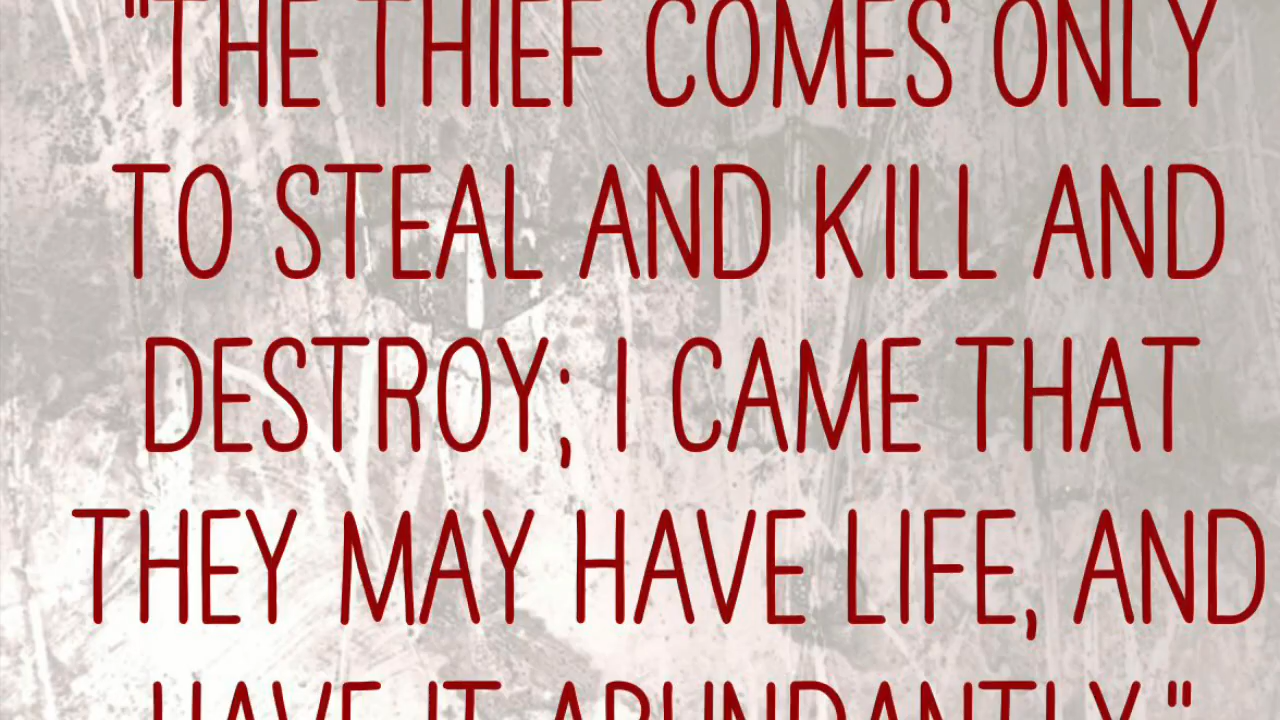 "THE THIEF COMES ONLY
TO STEAL AND KILL AND
DESTROY; I CAME THAT
THEY MAY HAVE LIFE, AND
HAVE IT ABUNDANTLY."